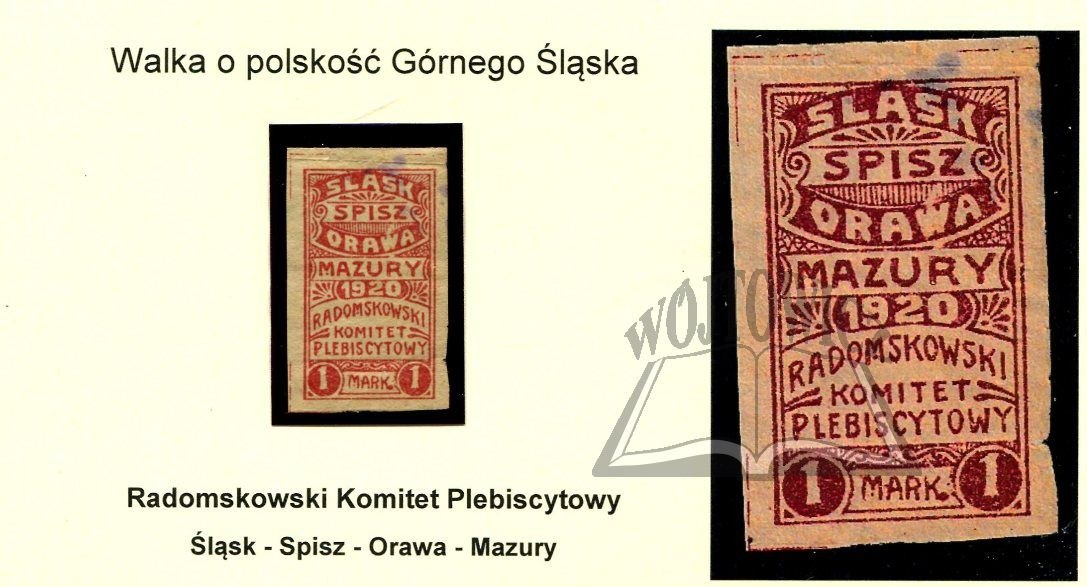 Walka o polskość Górnego Śląska
SLASK
SPISZ
ORAWA
MAZURY
1920
RADOMSKOWSKI
KOMITET
PLEBISCYTOWY
1 MARK. 1
Radomskowski Komitet Plebiscytowy
Śląsk - Spisz - Orawa - Mazury
SLASK
SPISZ
ORAWA
MAZURY
1920
RADOMSKOWSKI
KOMITET
PLEBISCYTOWY
1 MARK. 1